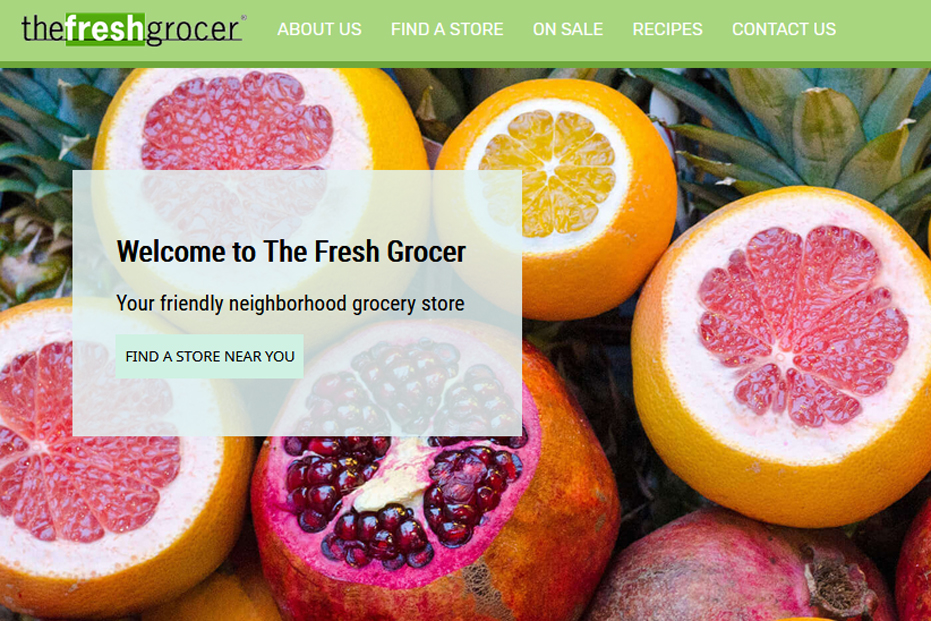 thefreshgrocer® ABOUT US FIND A STORE ON SALE RECIPES CONTACT US
Welcome to The Fresh Grocer
Your friendly neighborhood grocery store
FIND A STORE NEAR YOU